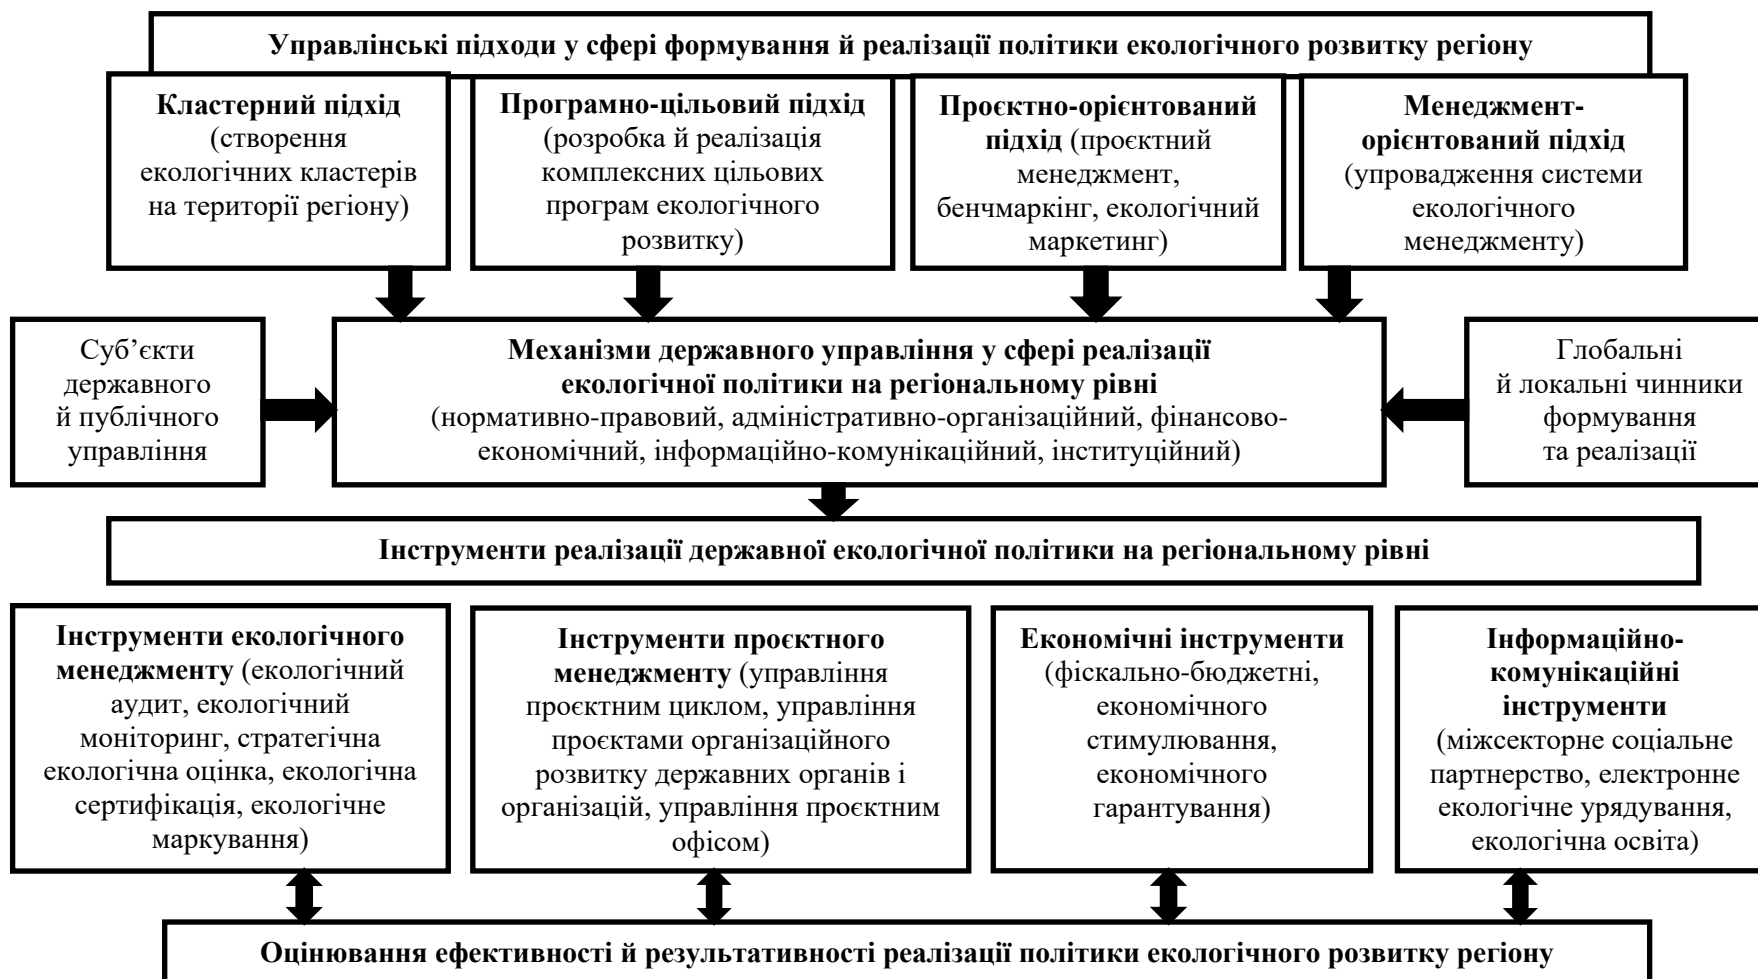 Управлінські підходи у сфері формування й реалізації політики екологічного розвитку регіону
Кластерний підхід
(створення
екологічних кластерів
на території регіону)
Програмно-цільовий підхід
(розробка й реалізація
комплексних цільових
програм екологічного
розвитку)
Проєктно-орієнтований
підхід (проєктний
менеджмент,
бенчмаркінг, екологічний
маркетинг)
Менеджмент-
орієнтований підхід
(упровадження системи
екологічного
менеджменту)
Суб’єкти
державного
й публічного
управління
Механізми державного управління у сфері реалізації
екологічної політики на регіональному рівні
(нормативно-правовий, адміністративно-організаційний, фінансово-
економічний, інформаційно-комунікаційний, інституційний)
Глобальні
й локальні чинники
формування
та реалізації
Інструменти реалізації державної екологічної політики на регіональному рівні
Інструменти екологічного
менеджменту (екологічний
аудит, екологічний
моніторинг, стратегічна
екологічна оцінка, екологічна
сертифікація, екологічне
маркування)
Інструменти проєктного
менеджменту (управління
проєктним циклом, управління
проєктами організаційного
розвитку державних органів і
організацій, управління проєктним
офісом)
Економічні інструменти
(фіскально-бюджетні,
економічного
стимулювання,
економічного
гарантування)
Інформаційно-
комунікаційні
інструменти
(міжсекторне соціальне
партнерство, електронне
екологічне урядування,
екологічна освіта)
Оцінювання ефективності й результативності реалізації політики екологічного розвитку регіону